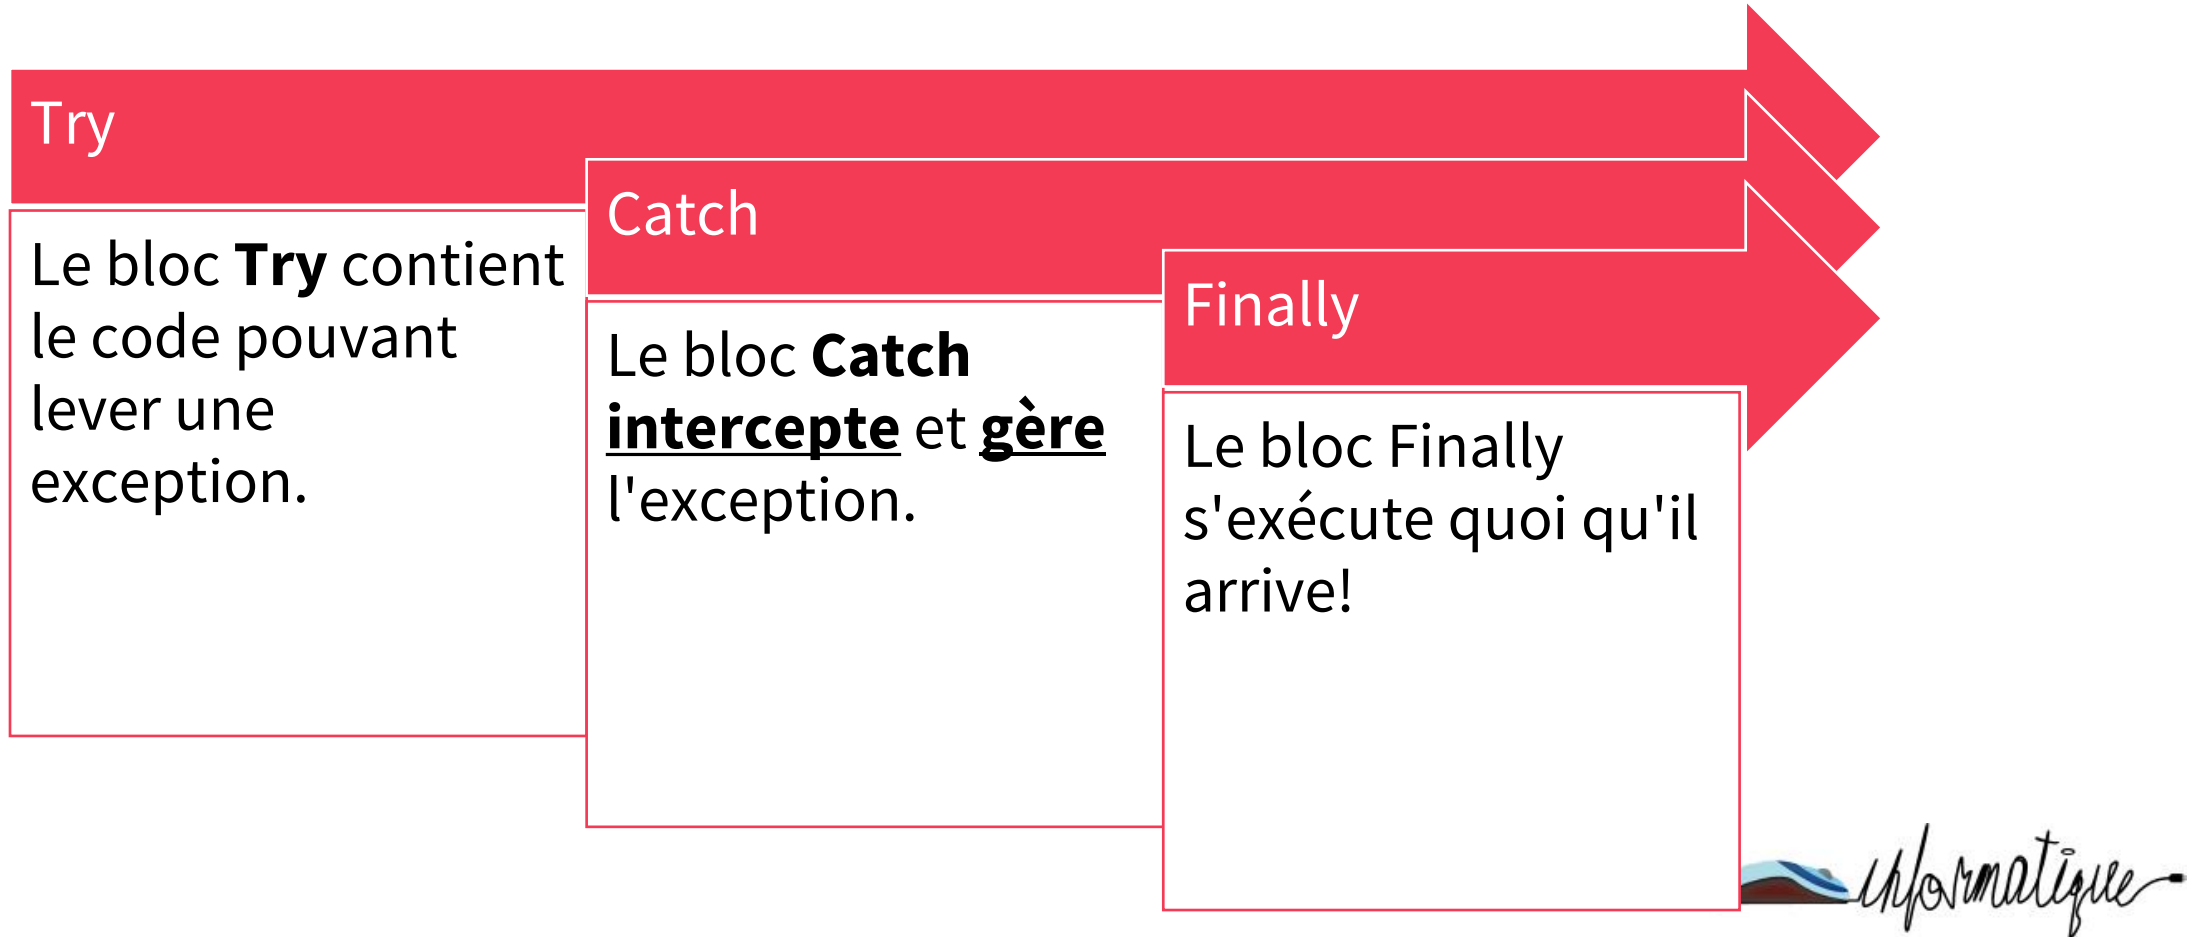 Try
Le bloc Try contient
le code pouvant
lever une
exception.
Catch
Le bloc Catch
intercepte et gère
l'exception.
Finally
Le bloc Finally
s'exécute quoi qu'il
arrive!
informatique